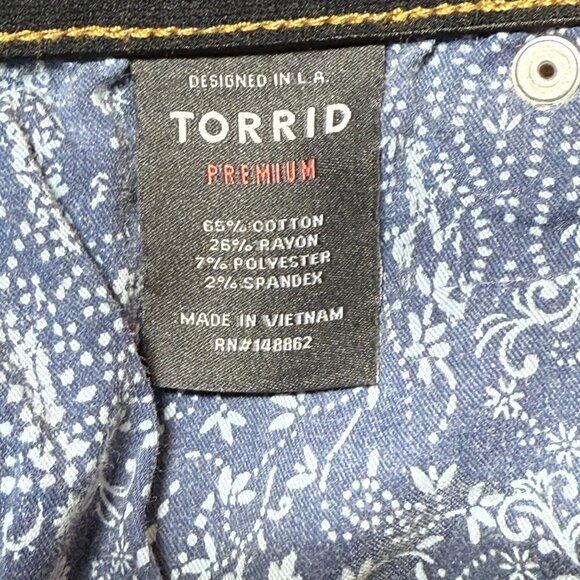 DESIGNED IN L.A.
TORRID
PREMIUM
65% COTTON
26% RAYON
7% POLYESTER
2% SPANDEX
MADE IN VIETNAM
RN#148862